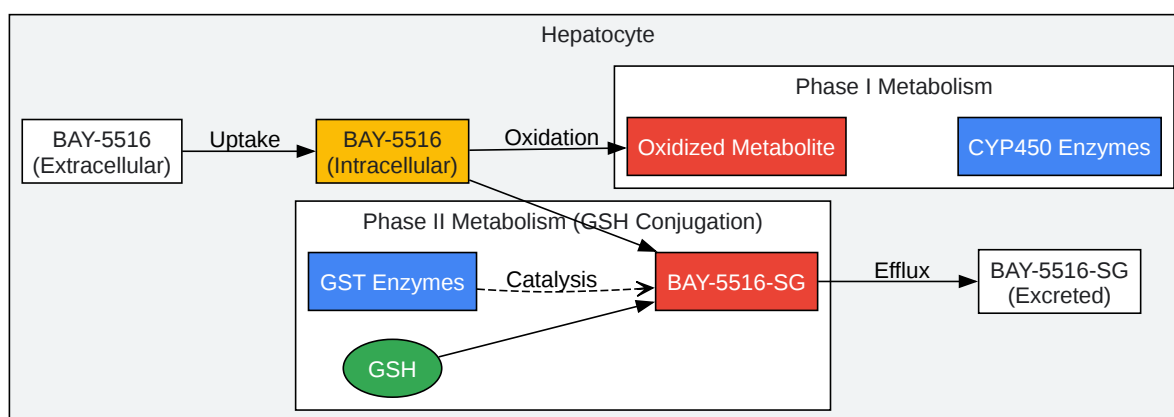 Hepatocyte
Phase I Metabolism
BAY-5516
(Extracellular)
Uptake
BAY-5516
(Intracellular)
Oxidation
Oxidized Metabolite
CYP450 Enzymes
Phase II Metabolism (GSH Conjugation)
GST Enzymes
Catalysis
BAY-5516-SG
Efflux
BAY-5516-SG
(Excreted)
GSH